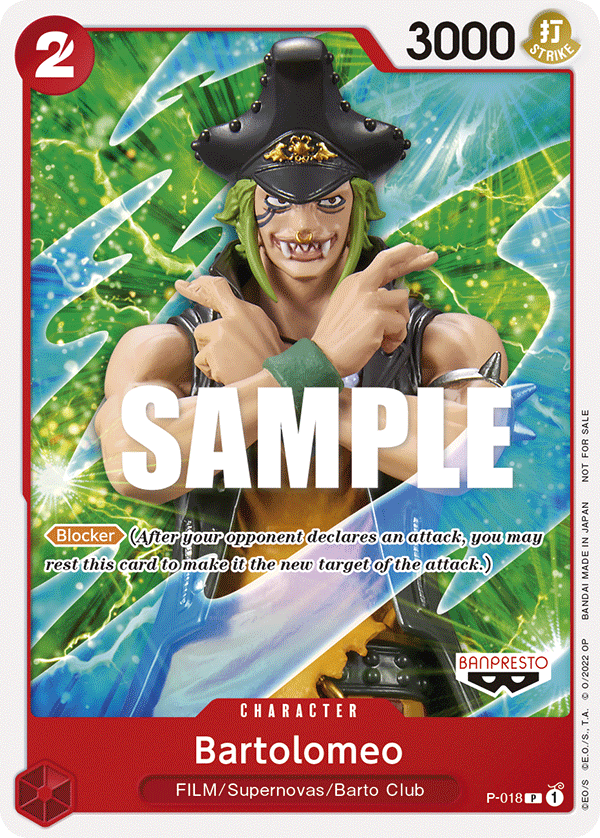 2
3000
打
STRIKE
SAMPLE
Blocker (After your opponent declares an attack, you may
rest this card to make it the new target of the attack.)
BANPRESTO
CHARACTER
Bartolomeo
FILM/Supernovas/Barto Club
P-018 P 1
©EO/S ©E.O./S., T.A. © O/2022 OP BANDAI MADE IN JAPAN NOT FOR SALE